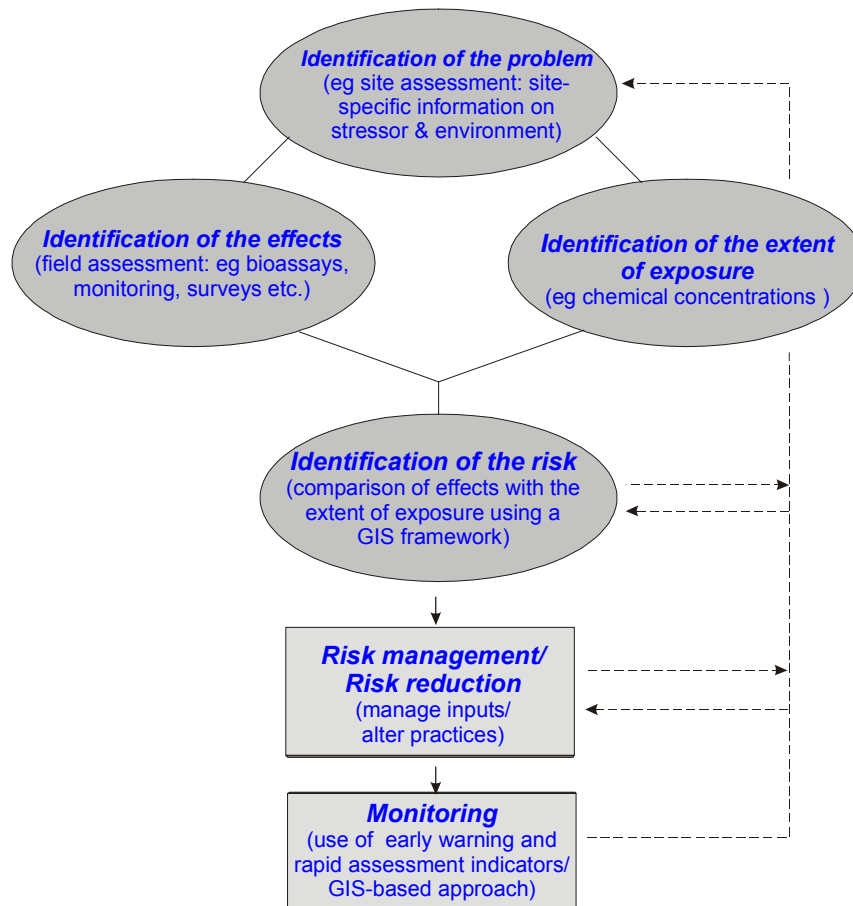 Identification of the problem
(eg site assessment: site-
specific information on
stressor & environment)
Identification of the effects
(field assessment: eg bioassays,
monitoring, surveys etc.)
Identification of the extent
of exposure
(eg chemical concentrations )
Identification of the risk
(comparison of effects with the
extent of exposure using a
GIS framework)
Risk management/
Risk reduction
(manage inputs/
alter practices)
Monitoring
(use of early warning and
rapid assessment indicators/
GIS-based approach)